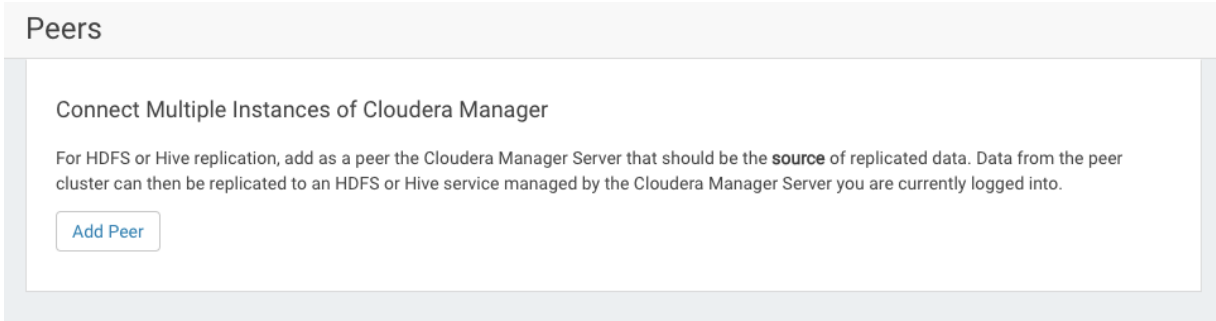 Peers
Connect Multiple Instances of Cloudera Manager
For HDFS or Hive replication, add as a peer the Cloudera Manager Server that should be the source of replicated data. Data from the peer
cluster can then be replicated to an HDFS or Hive service managed by the Cloudera Manager Server you are currently logged into.
Add Peer